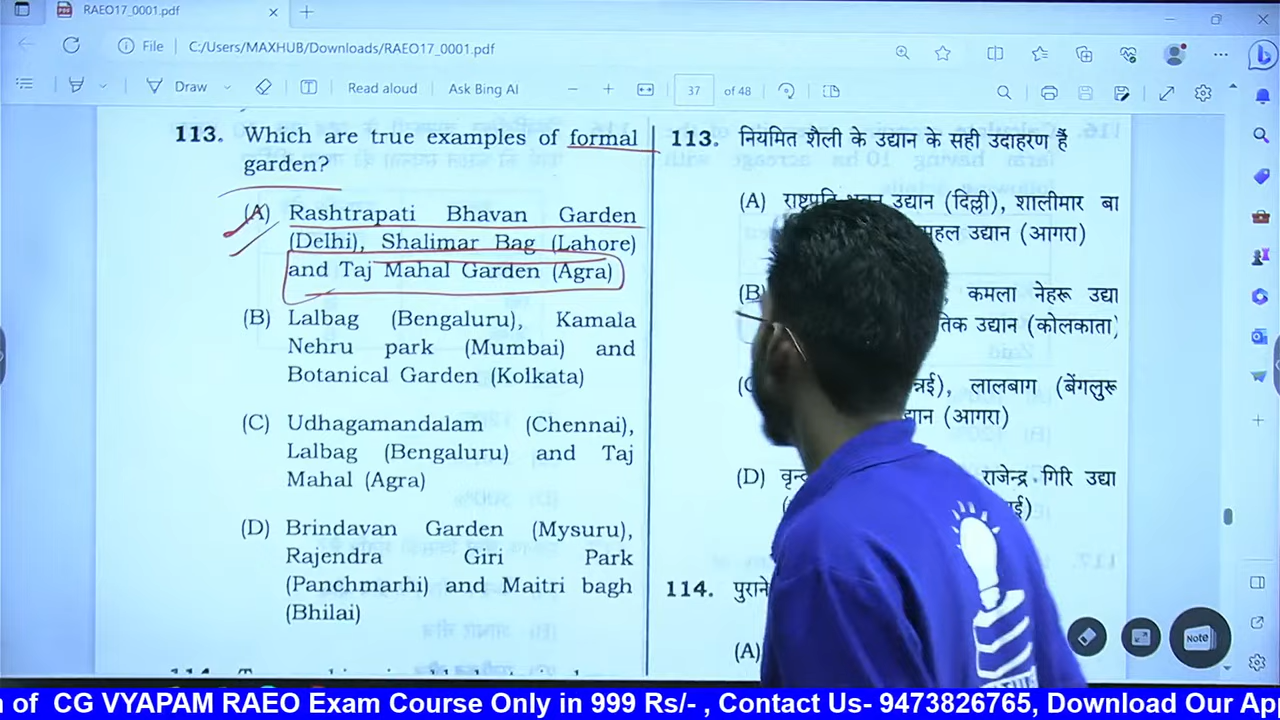 RAEO17_0001.pdf
File
C:/Users/MAXHUB/Downloads/RAEO17_0001.pdf
Draw
Read aloud
Ask Bing AI
37
of 48
113. Which are true examples of formal
garden?
(A) Rashtrapati Bhavan Garden
(Delhi), Shalimar Bag (Lahore)
and Taj Mahal Garden (Agra)
(B) Lalbag (Bengaluru), Kamala
Nehru park (Mumbai) and
Botanical Garden (Kolkata)
(C) Udhagamandalam (Chennai),
Lalbag (Bengaluru) and Taj
Mahal (Agra)
(D) Brindavan Garden (Mysuru),
Rajendra Giri Park
(Panchmarhi) and Maitri bagh
(Bhilai)
113. नियमित शैली के उद्यान के सही उदाहरण हैं
(A) राष्ट्रपति भवन उद्यान (दिल्ली), शालीमार बा
महल उद्यान (आगरा)
(B) कमला नेहरू उद्या
उद्यान (कोलकाता)
लालबाग (बेंगलुरू
(आगरा)
(D) राजेन्द्र गिरि उद्या
114.
(A)
Note
n of CG VYAPAM RAEO Exam Course Only in 999 Rs/- , Contact Us- 9473826765, Download Our Ap